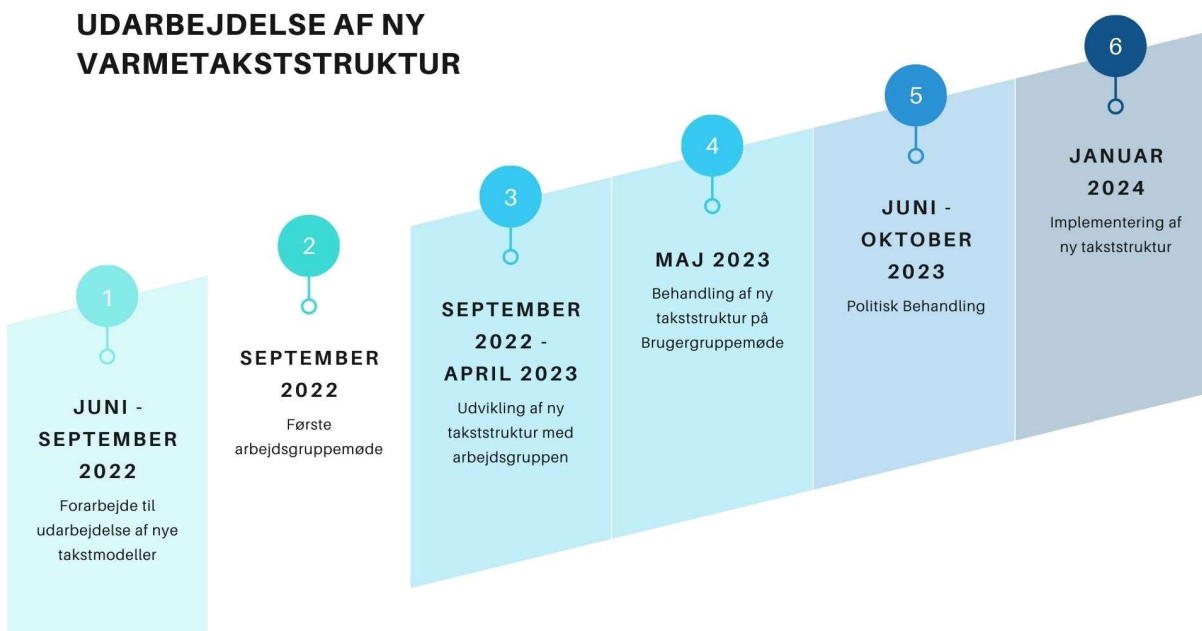 UDARBEJDELSE AF NY
VARMETAKSTSTRUKTUR
1
JUNI -
SEPTEMBER
2022
Forarbejde til
udarbejdelse af nye
takstmodeller
2
SEPTEMBER
2022
Første
arbejdsgruppemøde
3
SEPTEMBER
2022 -
APRIL 2023
Udvikling af ny
takststruktur med
arbejdsgruppen
4
MAJ 2023
Behandling af ny
takststruktur på
Brugergruppemøde
5
JUNI -
OKTOBER
2023
Politisk Behandling
6
JANUAR
2024
Implementering af
ny takststruktur